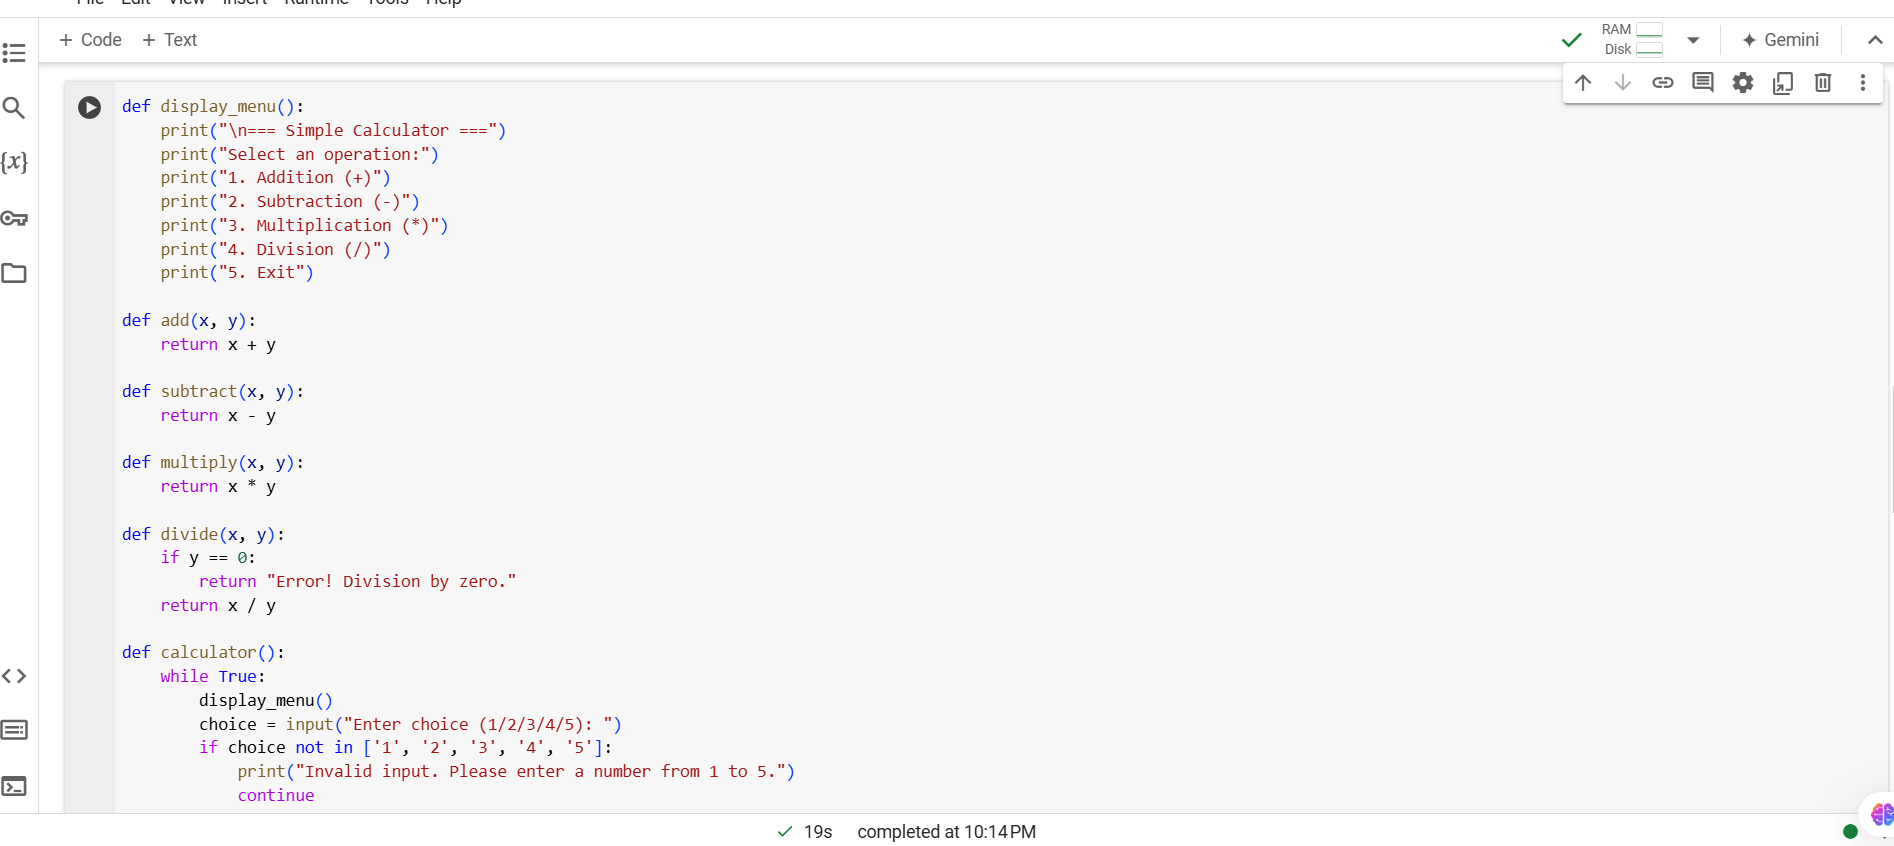 File Edit View Insert Runtime Tools Help
+ Code + Text
RAM
Disk
Gemini
{x}
def display_menu():
    print("\n=== Simple Calculator ===")
    print("Select an operation:")
    print("1. Addition (+)")
    print("2. Subtraction (-)")
    print("3. Multiplication (*)")
    print("4. Division (/)")
    print("5. Exit")

def add(x, y):
    return x + y

def subtract(x, y):
    return x - y

def multiply(x, y):
    return x * y

def divide(x, y):
    if y == 0:
        return "Error! Division by zero."
    return x / y

def calculator():
    while True:
        display_menu()
        choice = input("Enter choice (1/2/3/4/5): ")
        if choice not in ['1', '2', '3', '4', '5']:
            print("Invalid input. Please enter a number from 1 to 5.")
            continue
19s completed at 10:14 PM